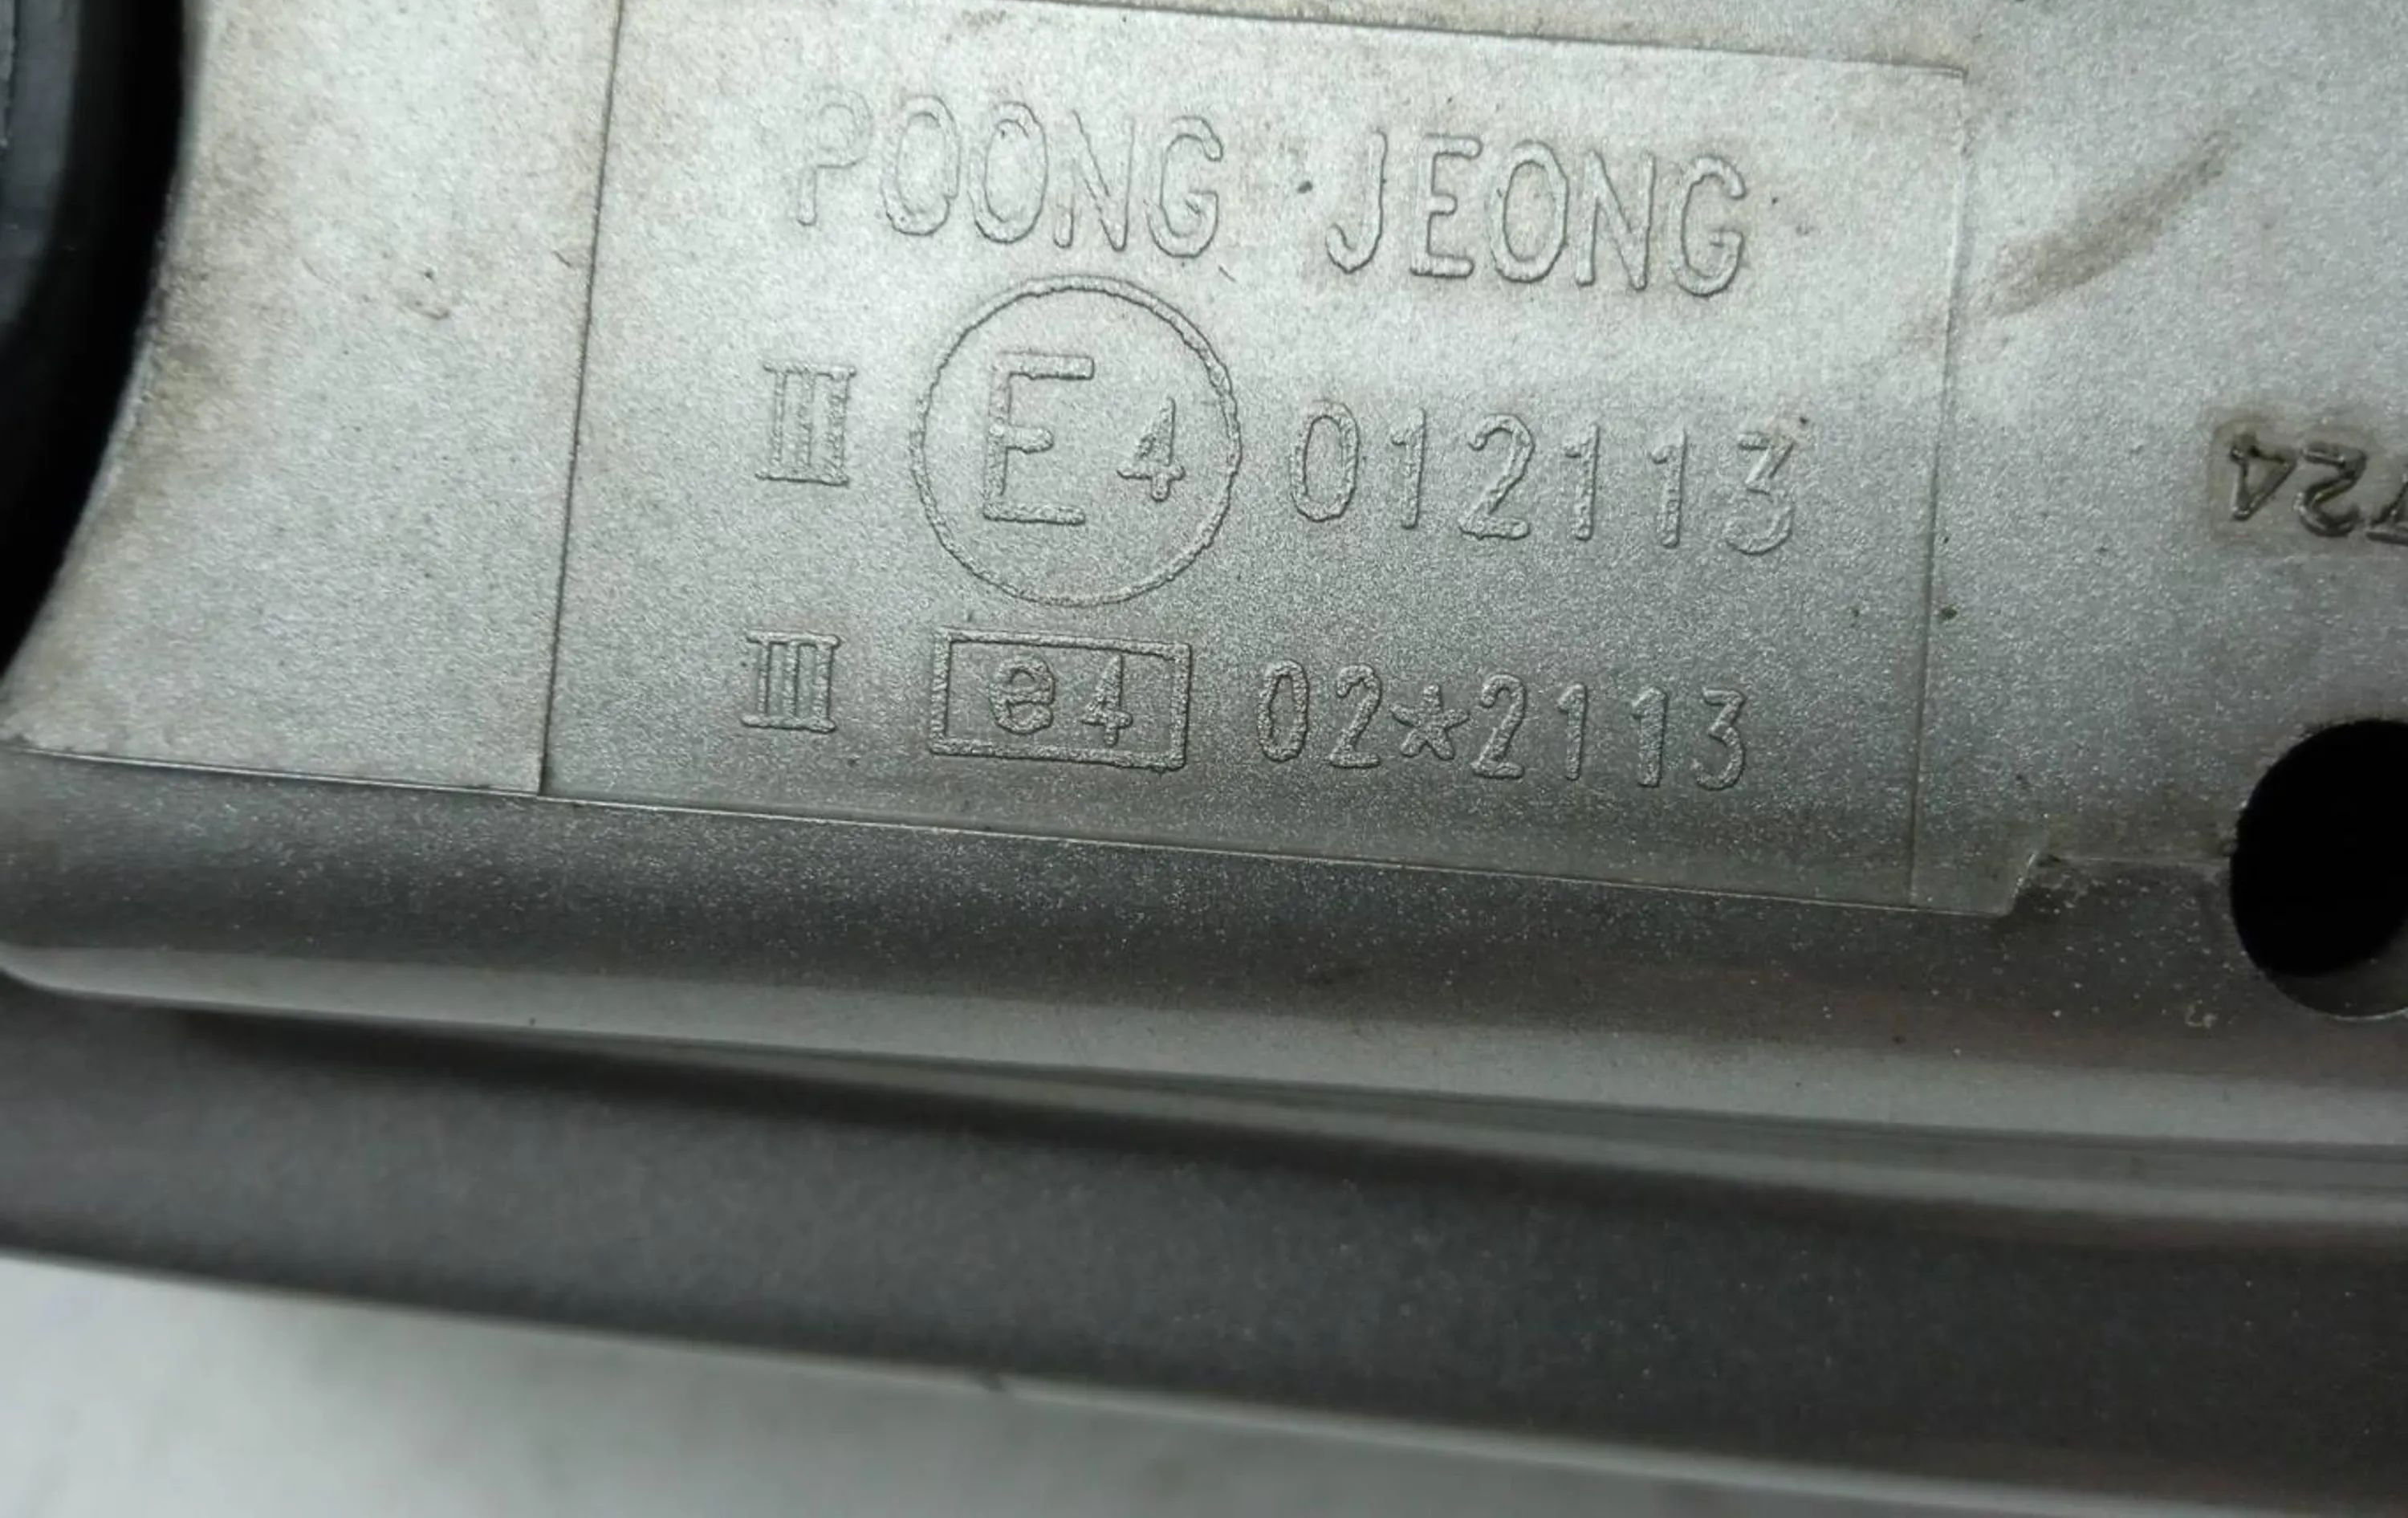 POONG JEONG
III E4 012113
III e4 02*2113